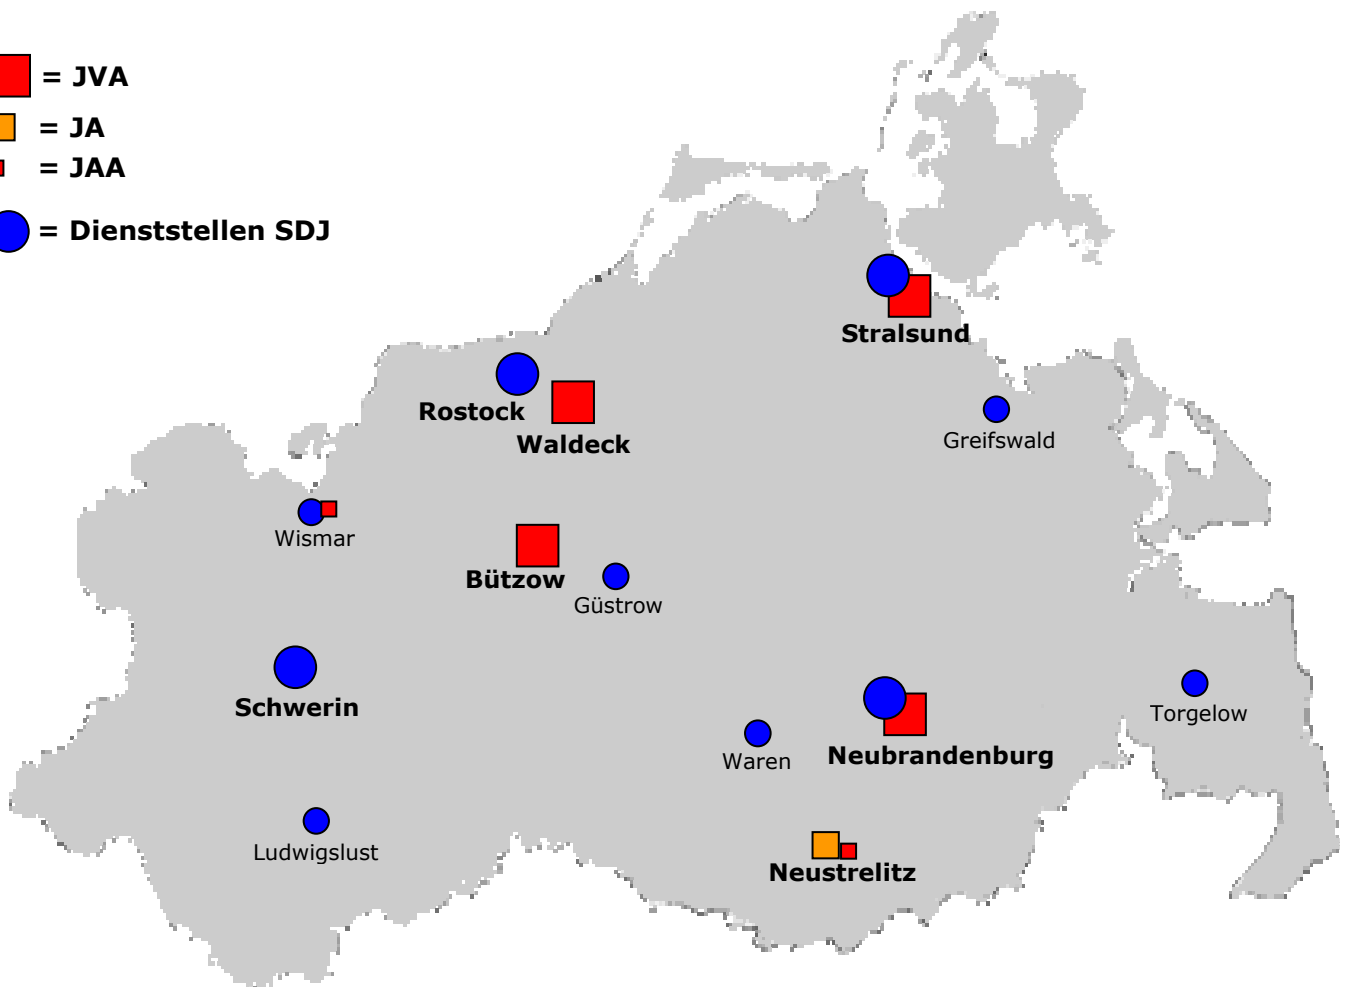 = JVA
= JA
= JAA
= Dienststellen SDJ
Stralsund
Rostock
Waldeck
Greifswald
Wismar
Bützow
Güstrow
Schwerin
Torgelow
Waren
Neubrandenburg
Ludwigslust
Neustrelitz